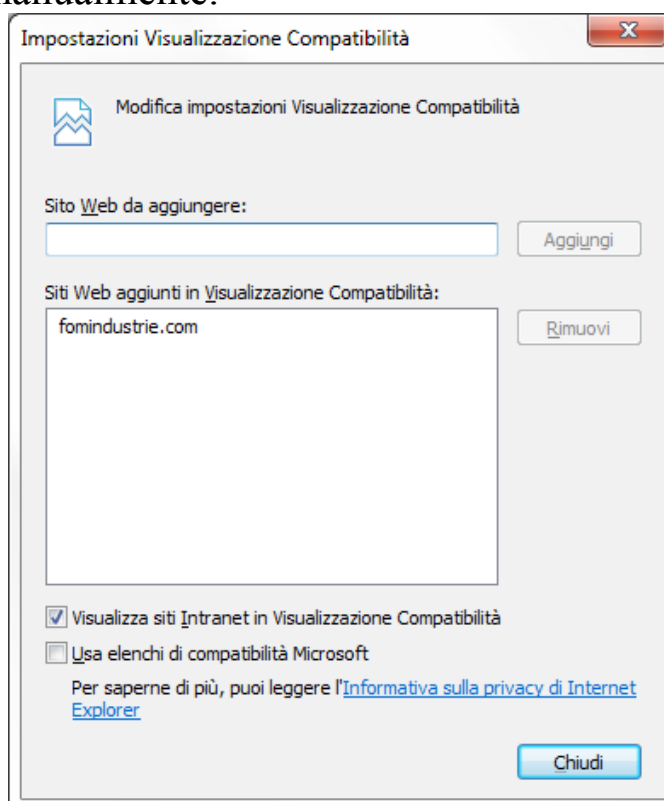 manualmente.
Impostazioni Visualizzazione Compatibilità
Modifica impostazioni Visualizzazione Compatibilità
Sito Web da aggiungere:
Aggiungi
Siti Web aggiunti in Visualizzazione Compatibilità:
fomindustrie.com
Rimuovi
Visualizza siti Intranet in Visualizzazione Compatibilità
Usa elenchi di compatibilità Microsoft
Per saperne di più, puoi leggere l'Informativa sulla privacy di Internet
Explorer
Chiudi